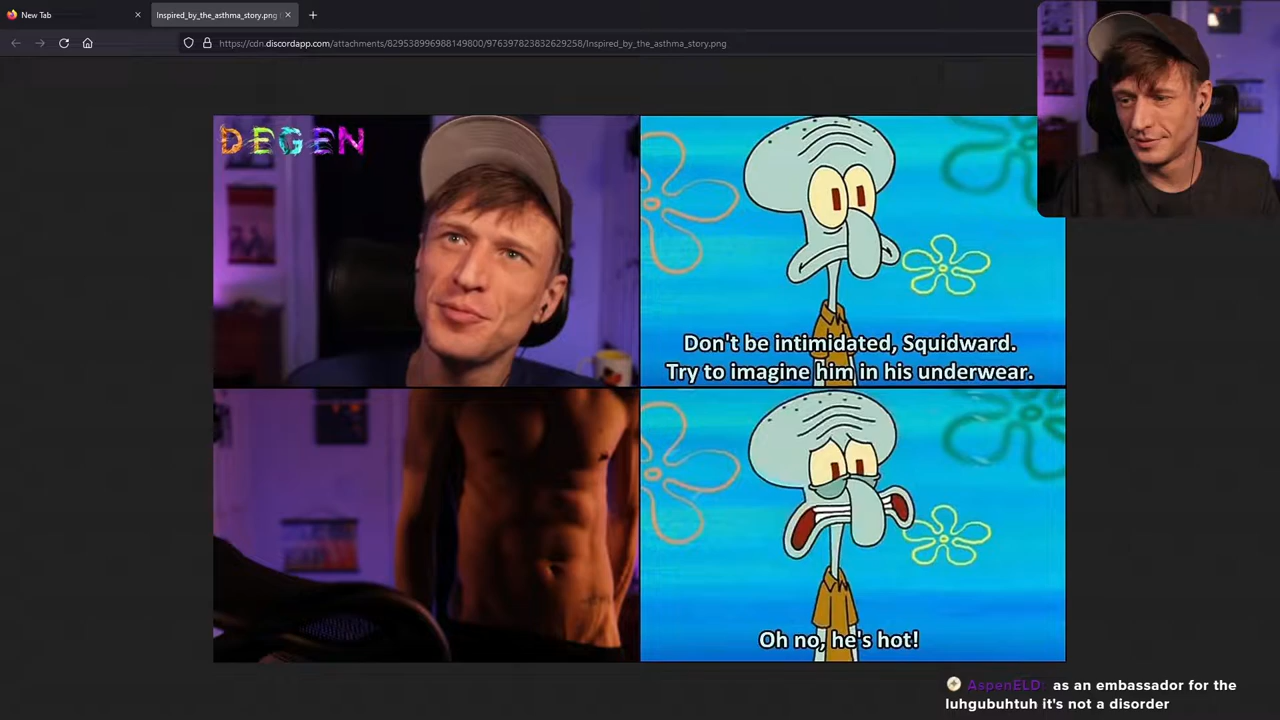 New Tab
Inspired_by_the_asthma_story.png
https://cdn.discordapp.com/attachments/829538996988149800/976397823832629258/Inspired_by_the_asthma_story.png
DEGEN
Don't be intimidated, Squidward.
Try to imagine him in his underwear.
Oh no, he's hot!
AspenELD: as an embassador for the
luhgubuhtuh it's not a disorder